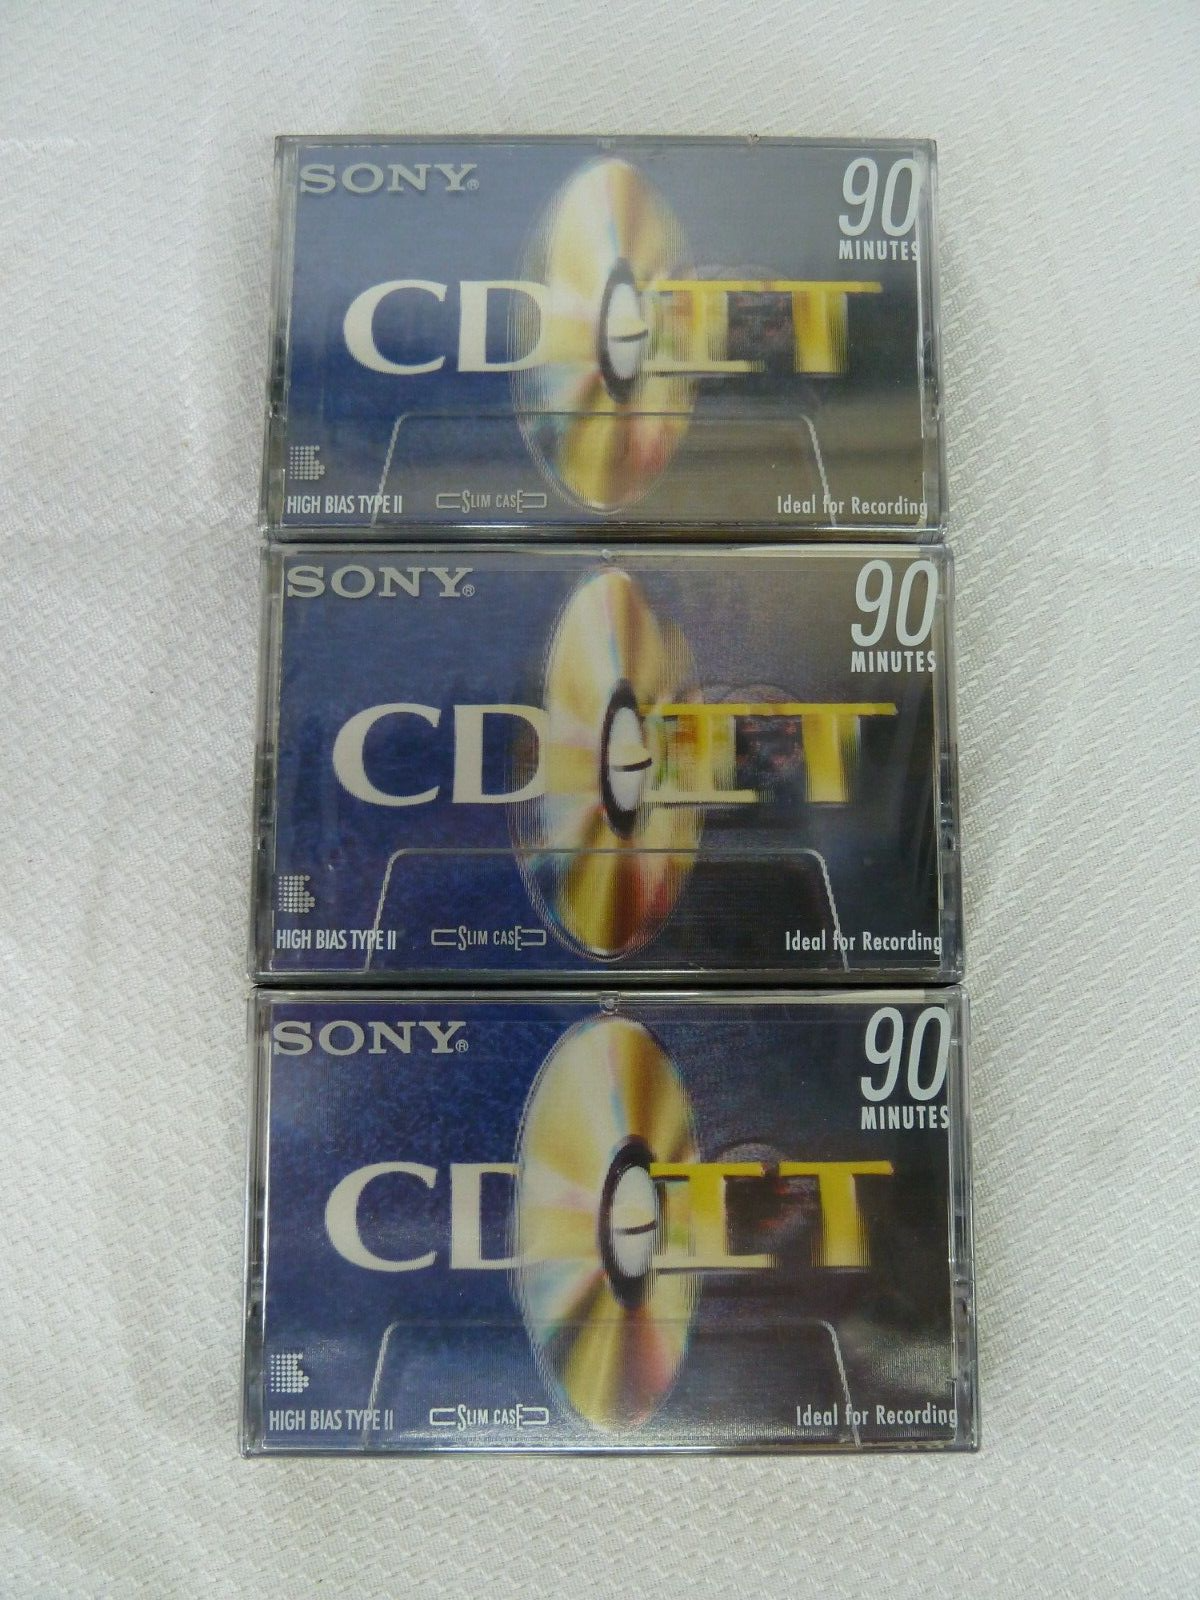 SONY®
90
MINUTES
CD IT
HIGH BIAS TYPE II
SLIM CASE
Ideal for Recording
SONY®
90
MINUTES
CD IT
HIGH BIAS TYPE II
SLIM CASE
Ideal for Recording
SONY®
90
MINUTES
CD IT
HIGH BIAS TYPE II
SLIM CASE
Ideal for Recording